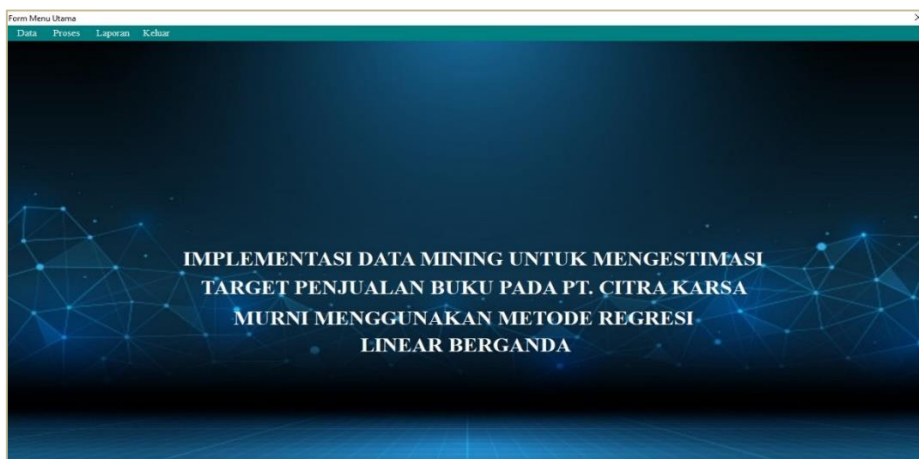 Form Menu Utama
Data Proses Laporan Keluar
IMPLEMENTASI DATA MINING UNTUK MENGESTIMASI
TARGET PENJUALAN BUKU PADA PT. CITRA KARSA
MURNI MENGGUNAKAN METODE REGRESI
LINEAR BERGANDA